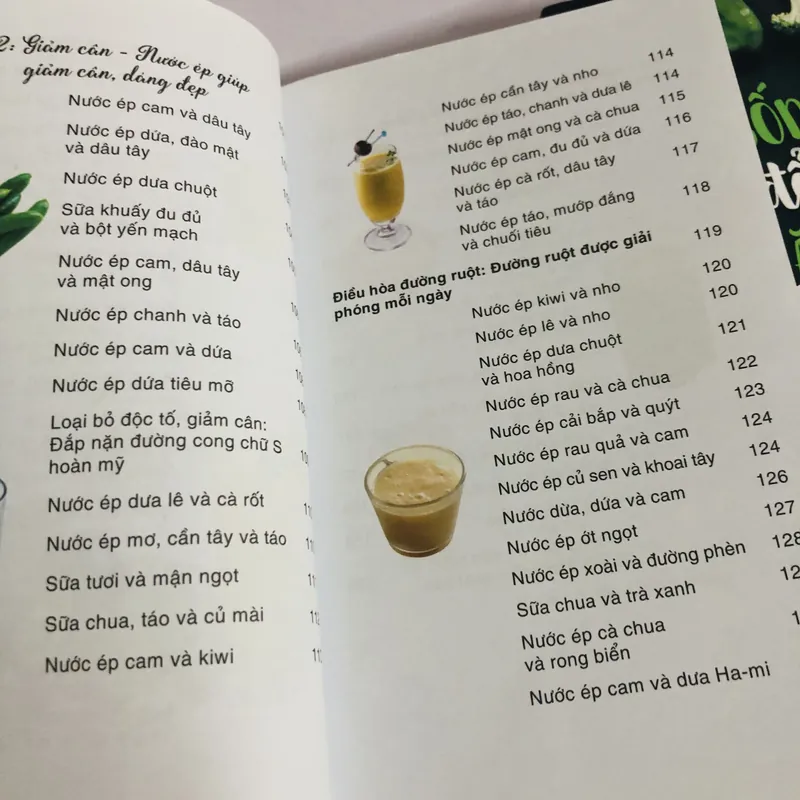 2: Giảm cân - Nước ép giúp
giảm cân, dáng đẹp
Nước ép cam và dâu tây
Nước ép dứa, đào mật
và dâu tây
Nước ép dưa chuột
Sữa khuấy đu đủ
và bột yến mạch
Nước ép cam, dâu tây
và mật ong
Nước ép chanh và táo
Nước ép cam và dứa
Nước ép dứa tiêu mỡ
Loại bỏ độc tố, giảm cân:
Đắp nặn đường cong chữ S
hoàn mỹ
Nước ép dưa lê và cà rốt
Nước ép mơ, cần tây và táo
Sữa tươi và mận ngọt
Sữa chua, táo và củ mài
Nước ép cam và kiwi
Nước ép cần tây và nho 114
Nước ép táo, chanh và dưa lê 114
Nước ép mật ong và cà chua 115
Nước ép cam, đu đủ và dứa 116
Nước ép cà rốt, dâu tây
và táo 117
Nước ép táo, mướp đắng
và chuối tiêu 118
Điều hòa đường ruột: Đường ruột được giải
phóng mỗi ngày 119
Nước ép kiwi và nho 120
Nước ép lê và nho 120
Nước ép dưa chuột
và hoa hồng 121
Nước ép rau và cà chua 122
Nước ép cải bắp và quýt 123
Nước ép rau quả và cam 124
Nước ép củ sen và khoai tây 124
Nước dừa, dứa và cam 126
Nước ép ớt ngọt 127
Nước ép xoài và đường phèn 128
Sữa chua và trà xanh
Nước ép cà chua
và rong biển
Nước ép cam và dưa Ha-mi